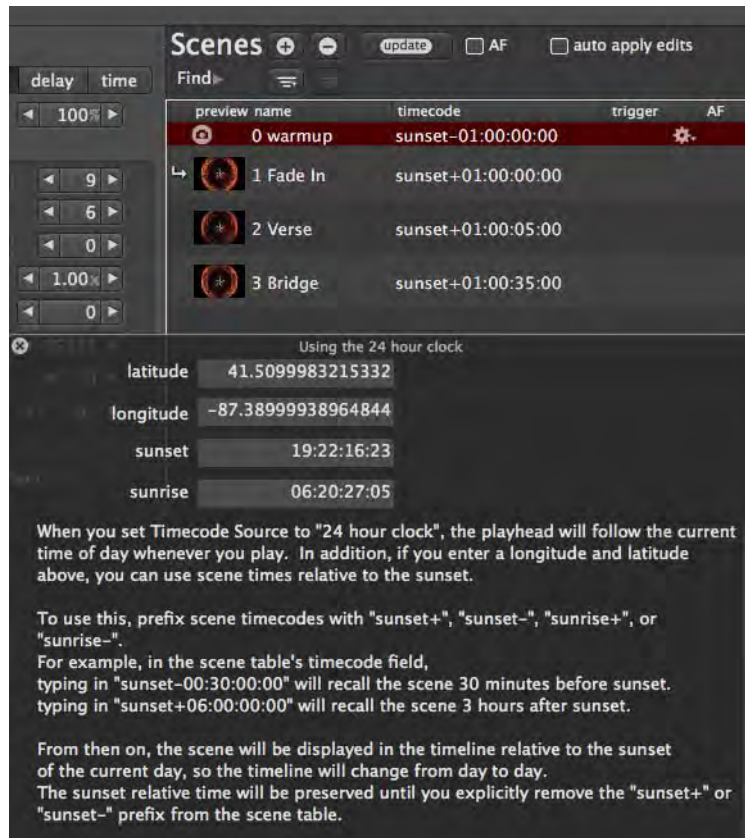 Scenes update AF auto apply edits
delay time Find
100%
preview name timecode trigger AF
0 warmup sunset-01:00:00:00
9 1 Fade In sunset+01:00:00:00
6
2 Verse sunset+01:00:05:00
0
1.00x 3 Bridge sunset+01:00:35:00
0
Using the 24 hour clock
latitude 41.5099983215332
longitude -87.38999938964844
sunset 19:22:16:23
sunrise 06:20:27:05
When you set Timecode Source to "24 hour clock", the playhead will follow the current
time of day whenever you play. In addition, if you enter a longitude and latitude
above, you can use scene times relative to the sunset.
To use this, prefix scene timecodes with "sunset+", "sunset-", "sunrise+", or
"sunrise-".
For example, in the scene table's timecode field,
typing in "sunset-00:30:00:00" will recall the scene 30 minutes before sunset.
typing in "sunset+06:00:00:00" will recall the scene 3 hours after sunset.
From then on, the scene will be displayed in the timeline relative to the sunset
of the current day, so the timeline will change from day to day.
The sunset relative time will be preserved until you explicitly remove the "sunset+" or
"sunset-" prefix from the scene table.